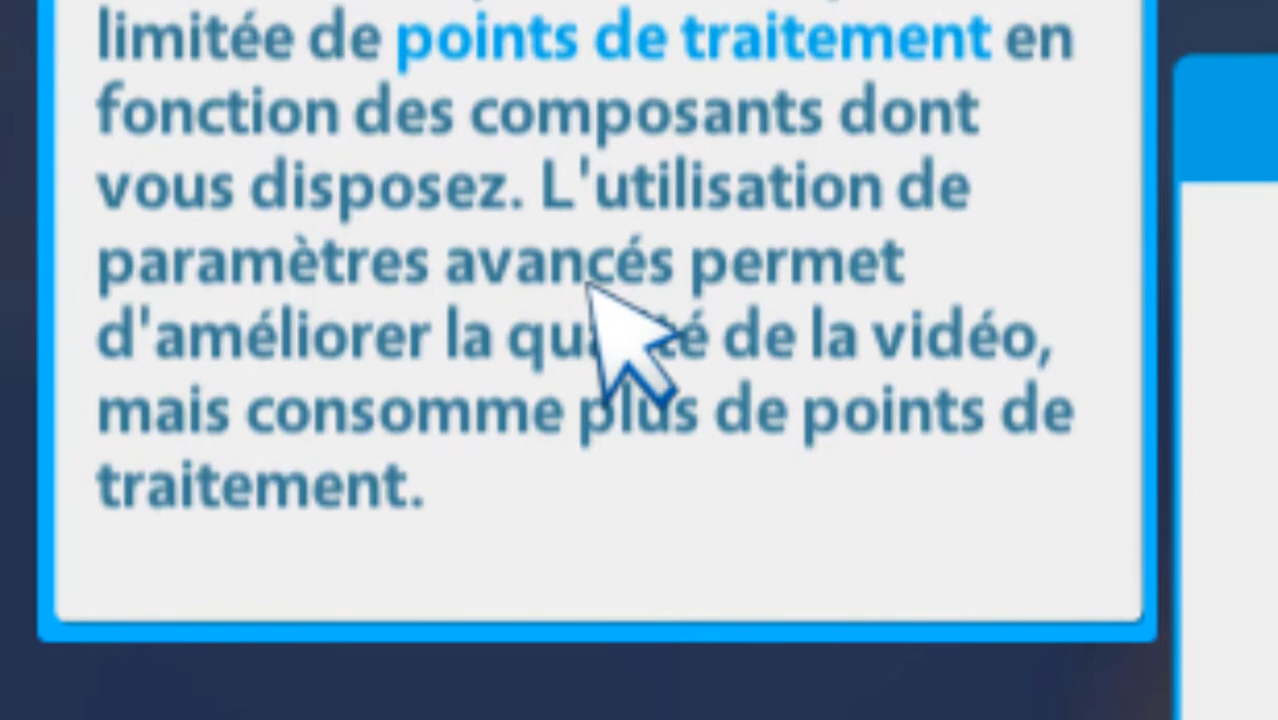 limitée de points de traitement en
fonction des composants dont
vous disposez. L'utilisation de
paramètres avancés permet
d'améliorer la qualité de la vidéo,
mais consomme plus de points de
traitement.